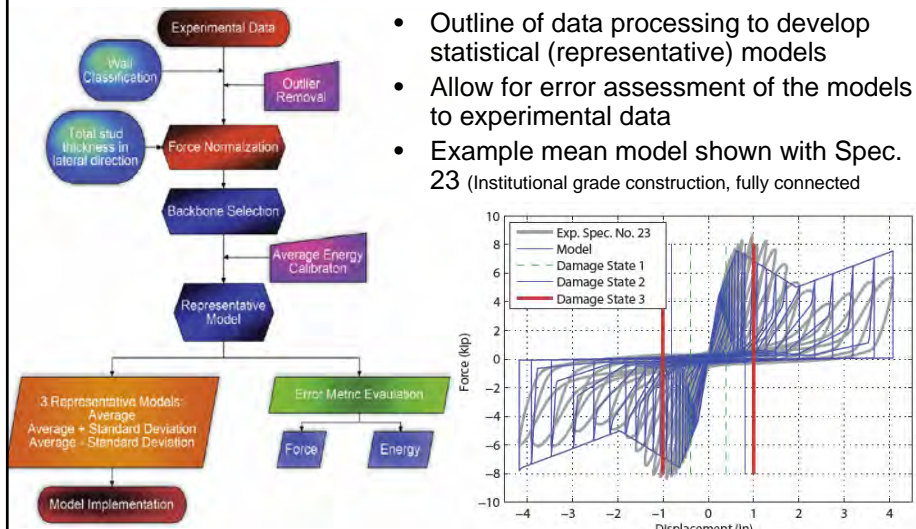 Experimental Data
Wall
Classification
Outlier
Removal
Total stud
thickness in
lateral direction
Force Normalzation
Backbone Selection
Average Energy
Calibraton
Representative
Model
3 Representative Models:
Average
Average + Standard Deviation
Average - Standard Deviation
Error Metric Evaulation
Force
Energy
Model Implementation
• Outline of data processing to develop
statistical (representative) models
• Allow for error assessment of the models
to experimental data
• Example mean model shown with Spec.
23 (Institutional grade construction, fully connected
Exp. Spec. No. 23
Model
Damage State 1
Damage State 2
Damage State 3
Force (kip)
10
8
6
4
2
0
−2
−4
−6
−8
−10
−4 −3 −2 −1 0 1 2 3 4
Displacement (in)